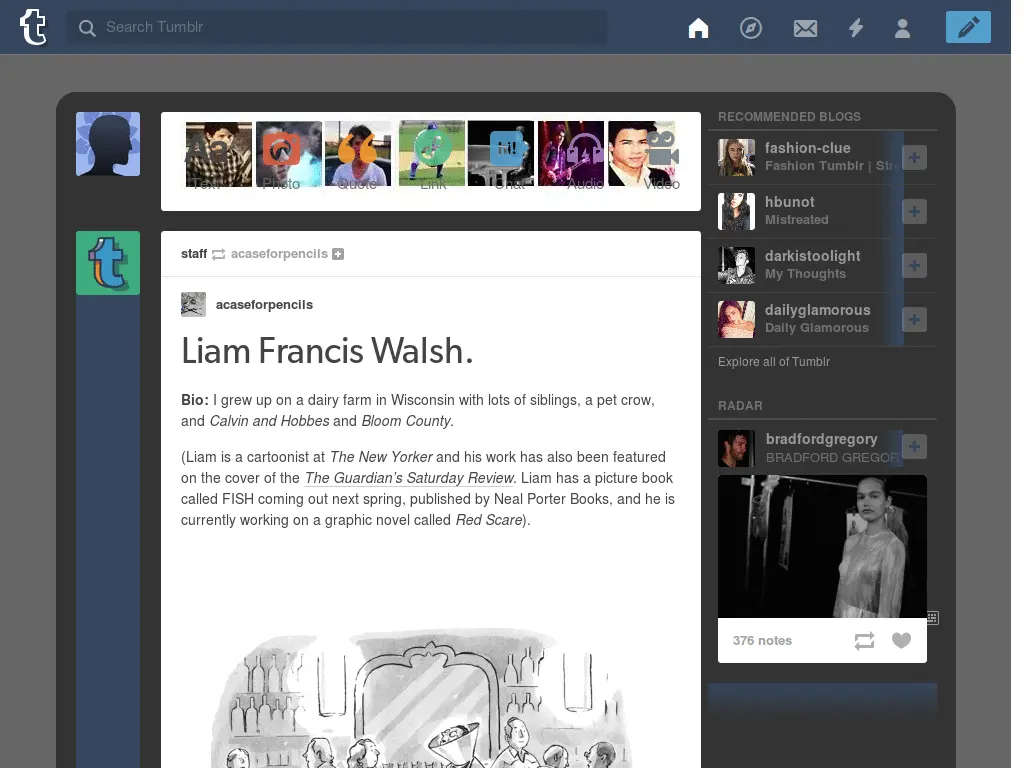 Search Tumblr
Aa
Text
Photo
Quote
Link
hi!
Chat
Audio
Video
staff acaseforpencils
acaseforpencils
Liam Francis Walsh.
Bio: I grew up on a dairy farm in Wisconsin with lots of siblings, a pet crow,
and Calvin and Hobbes and Bloom County.
(Liam is a cartoonist at The New Yorker and his work has also been featured
on the cover of the The Guardian’s Saturday Review. Liam has a picture book
called FISH coming out next spring, published by Neal Porter Books, and he is
currently working on a graphic novel called Red Scare).
RECOMMENDED BLOGS
fashion-clue
Fashion Tumblr |
hbunot
Mistreated
darkistoolight
My Thoughts
dailyglamorous
Daily Glamorous
Explore all of Tumblr
RADAR
bradfordgregory
BRADFORD GREGOR
376 notes